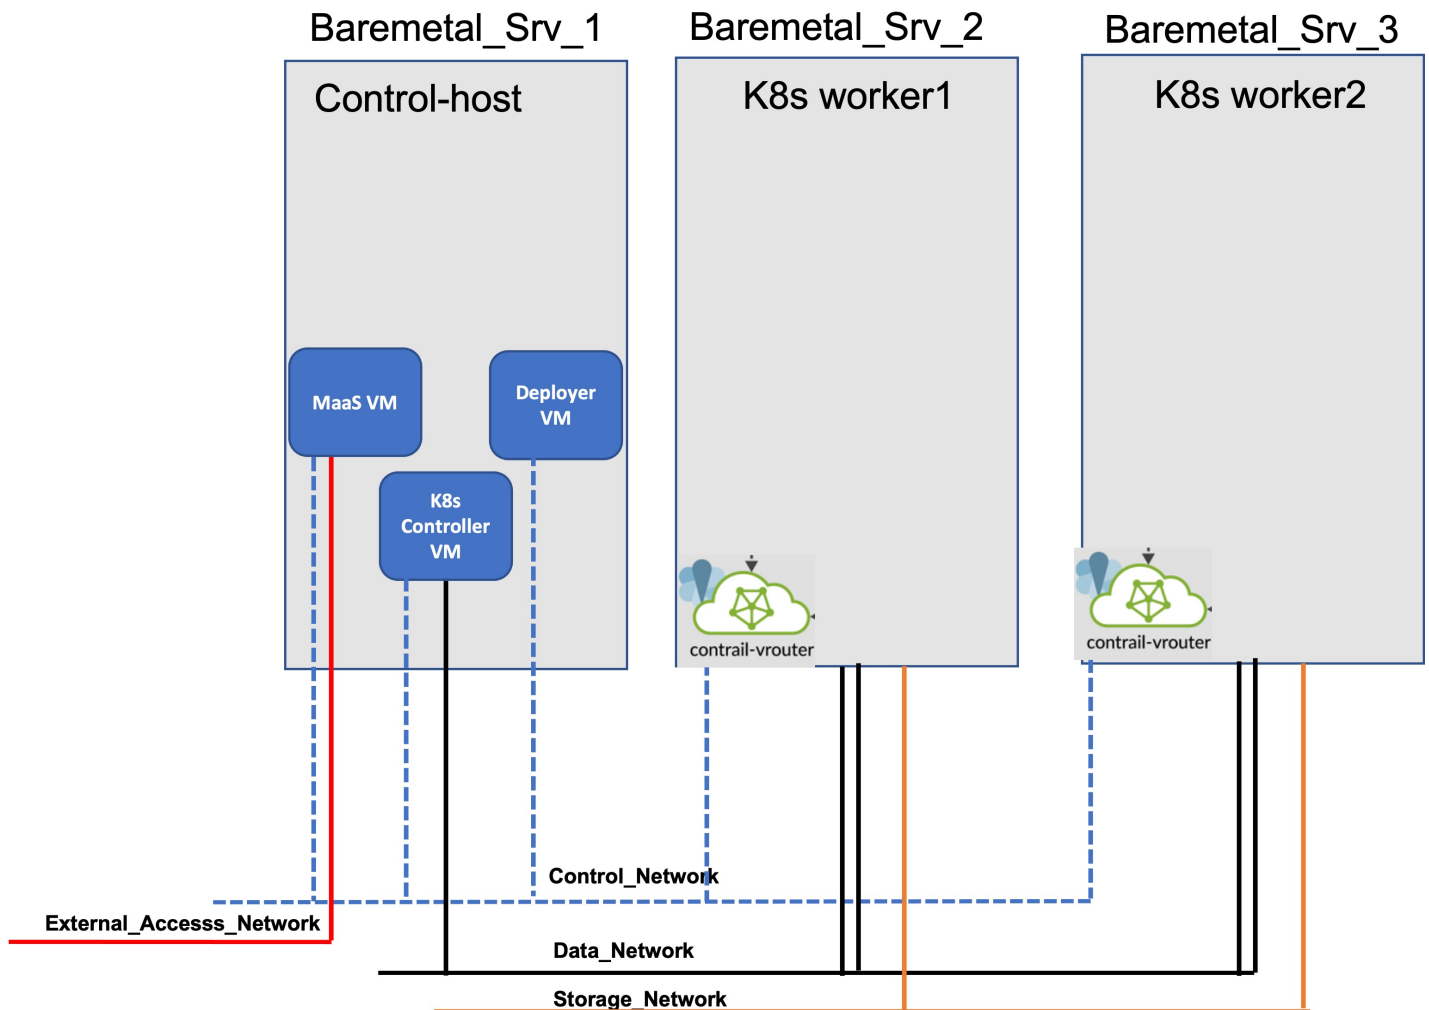 Baremetal_Srv_1
Baremetal_Srv_2
Baremetal_Srv_3
Control-host
K8s worker1
K8s worker2
MaaS VM
Deployer
VM
K8s
Controller
VM
contrail-vrouter
contrail-vrouter
Control_Network
External_Accesss_Network
Data_Network
Storage_Network